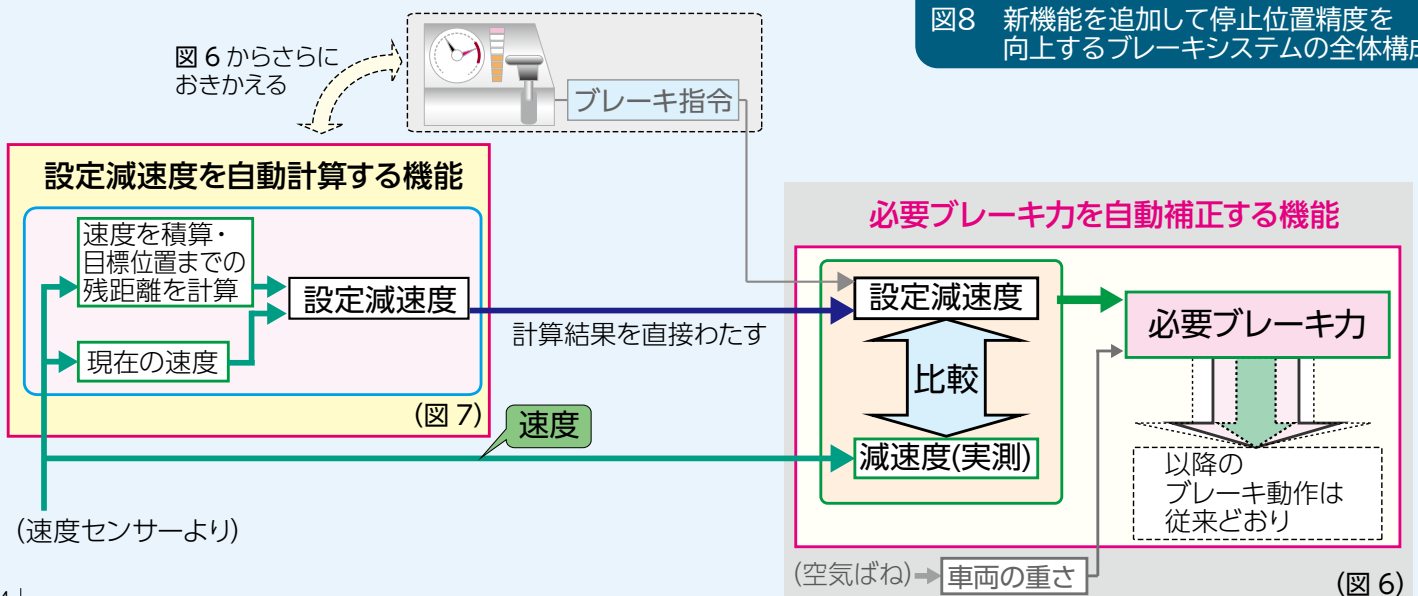 図8 新機能を追加して停止位置精度を
向上するブレーキシステムの全体構成
図 6 からさらに
おきかえる
ブレーキ指令
設定減速度を自動計算する機能
速度を積算・
目標位置までの
残距離を計算
設定減速度
現在の速度
(図 7)
計算結果を直接わたす
速度
(速度センサーより)
必要ブレーキ力を自動補正する機能
設定減速度
比較
減速度(実測)
必要ブレーキ力
以降の
ブレーキ動作は
従来どおり
(空気ばね)
車両の重さ
(図 6)